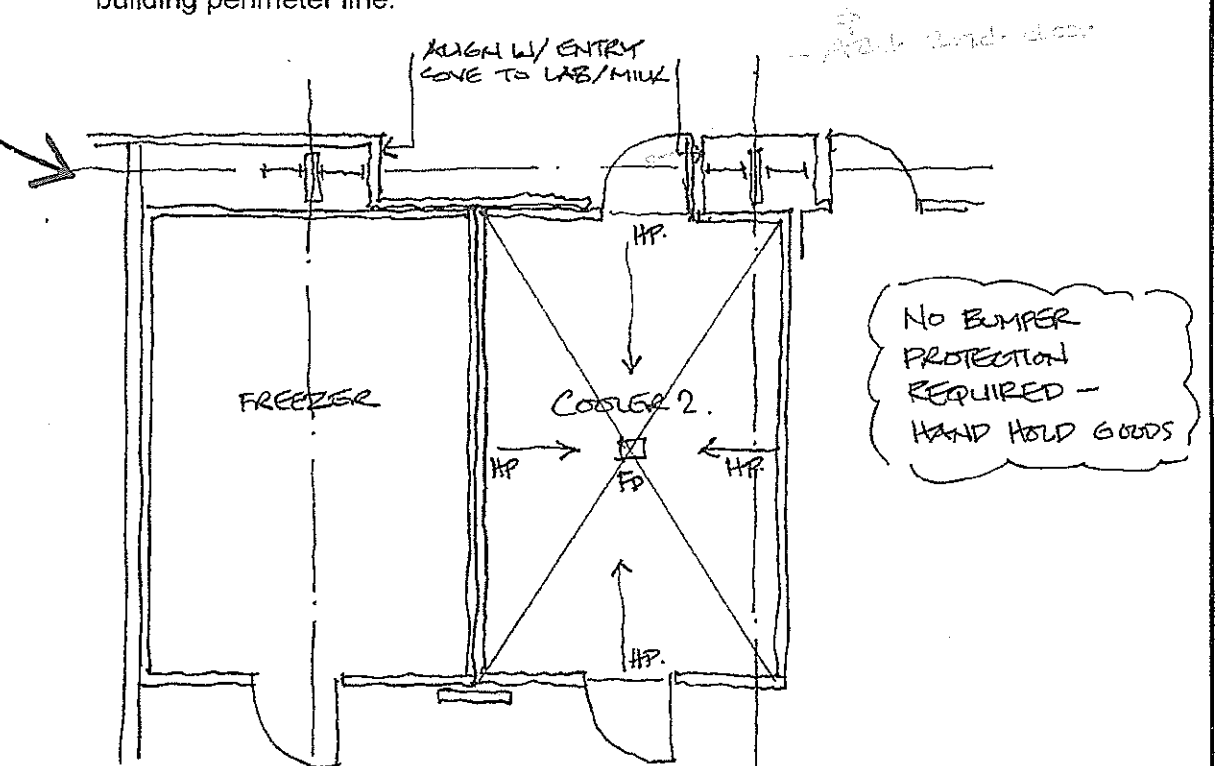 building perimeter line.
ALIGN W/ ENTRY
COVE TO LAB/MILK
HP.
NO BUMPER
PROTECTION
REQUIRED –
HAND HOLD GOODS
FREEZER
COOLER 2.
HP
HP.
FD
HP.